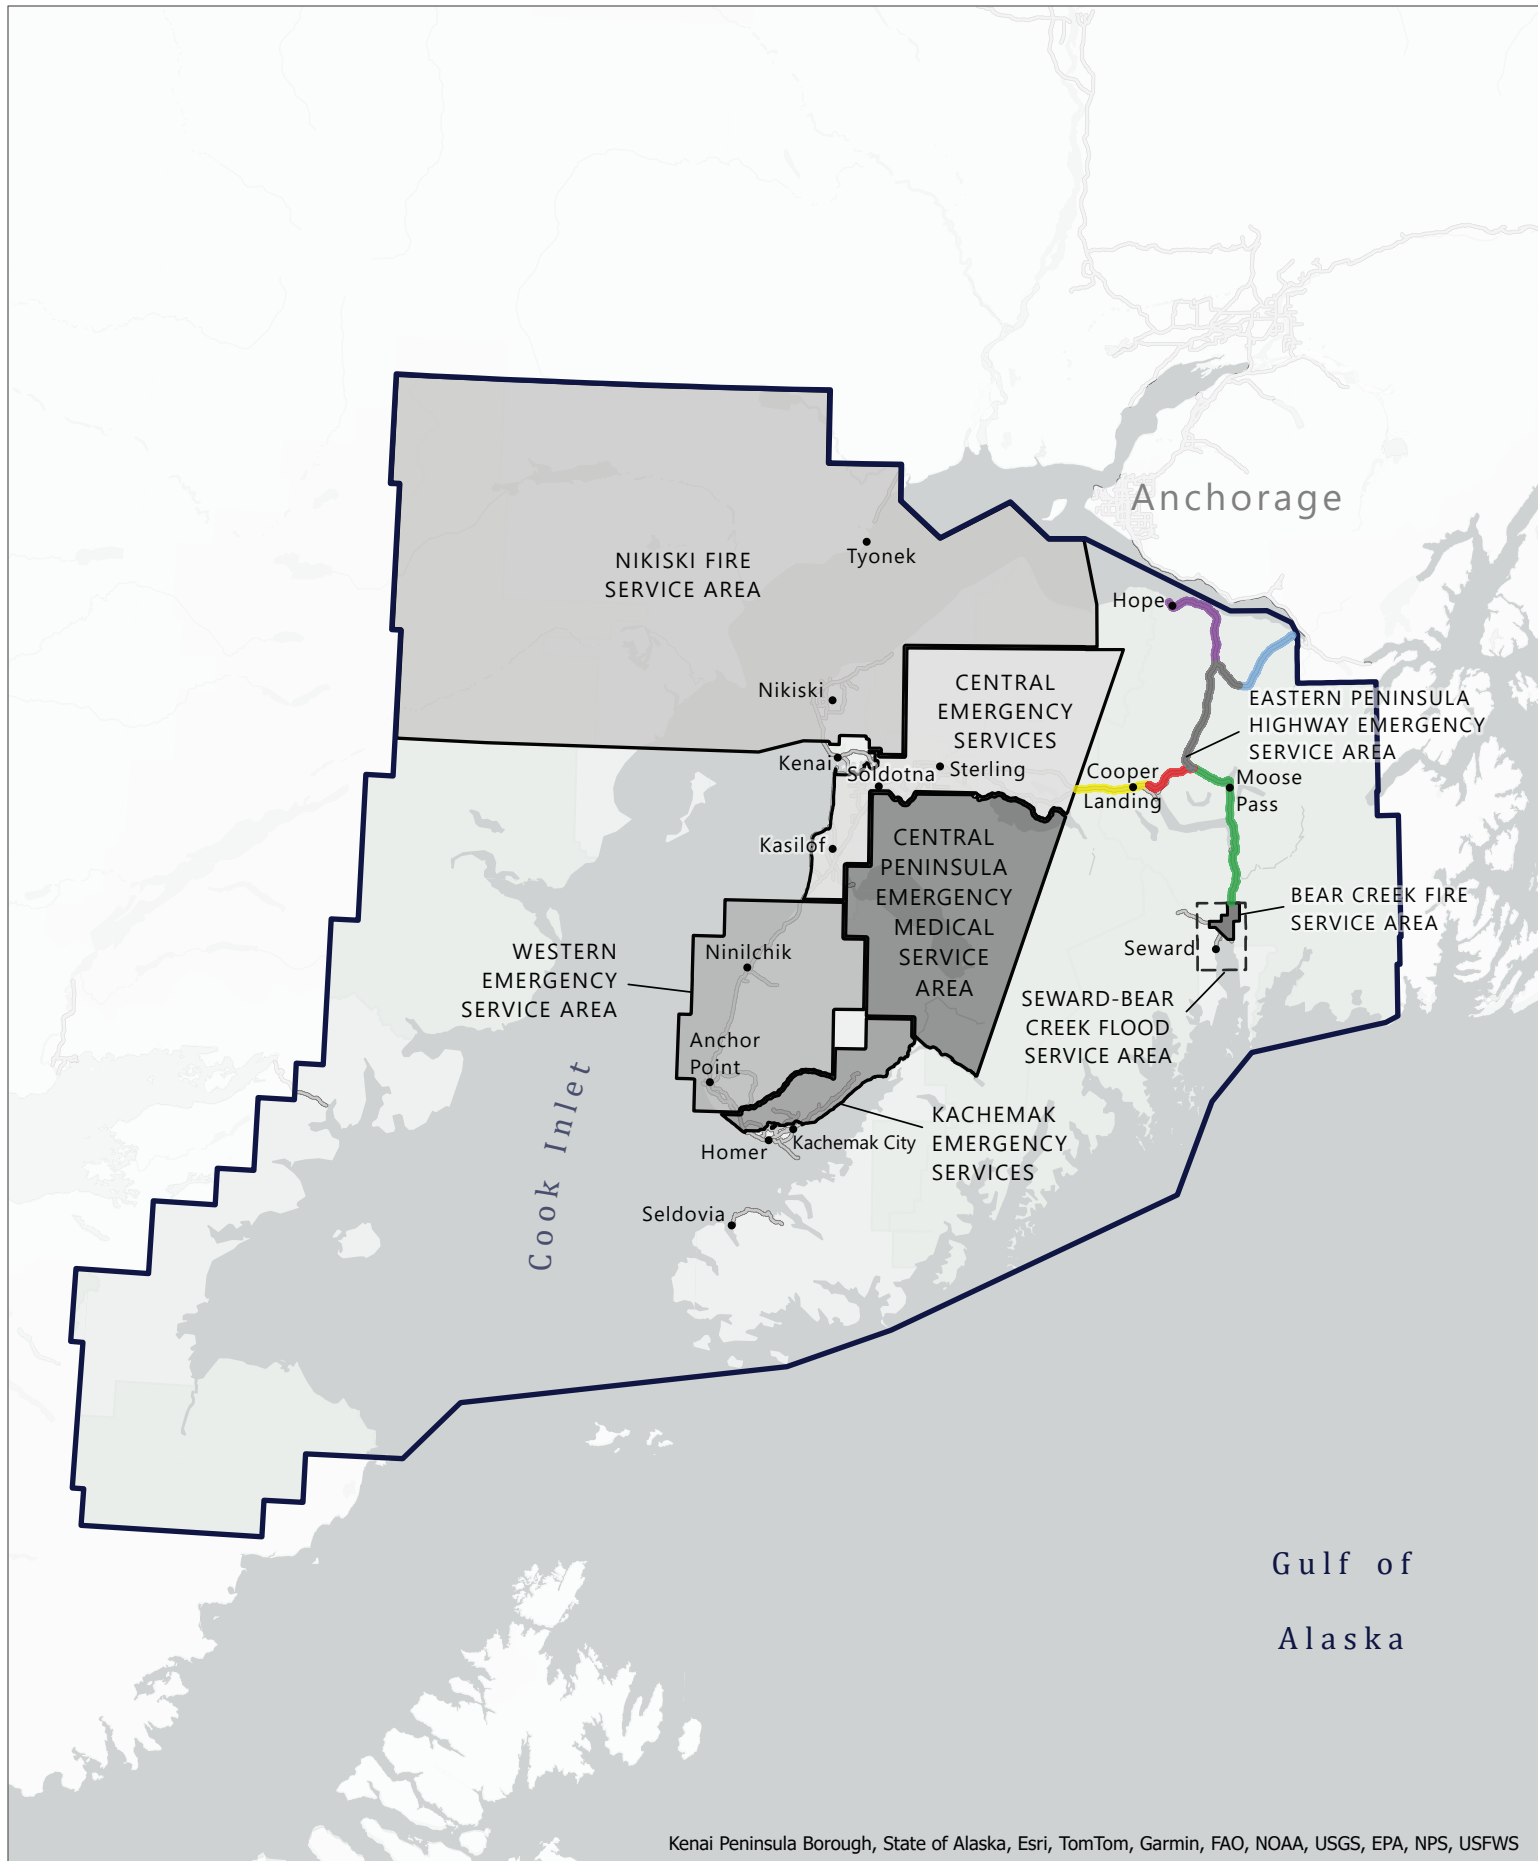 Anchorage
NIKISKI FIRE
SERVICE AREA
Tyonek
Hope
Nikiski
CENTRAL
EMERGENCY
SERVICES
EASTERN PENINSULA
HIGHWAY EMERGENCY
SERVICE AREA
Kenai
Soldotna
Sterling
Cooper
Landing
Moose
Pass
Kasilof
CENTRAL
PENINSULA
EMERGENCY
MEDICAL
SERVICE
AREA
BEAR CREEK FIRE
SERVICE AREA
WESTERN
EMERGENCY
SERVICE AREA
Ninilchik
Seward
SEWARD-BEAR
CREEK FLOOD
SERVICE AREA
Anchor
Point
Cook Inlet
KACHEMAK
EMERGENCY
SERVICES
Homer
Kachemak City
Seldovia
Gulf of
Alaska
Kenai Peninsula Borough, State of Alaska, Esri, TomTom, Garmin, FAO, NOAA, USGS, EPA, NPS, USFWS